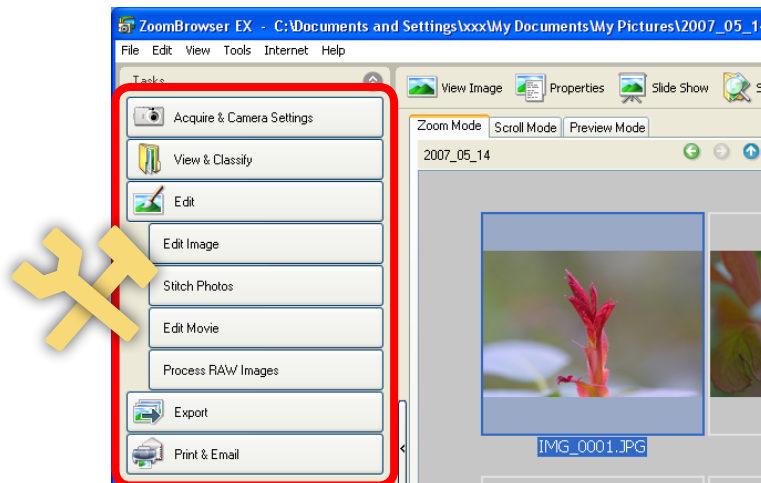 ZoomBrowser EX - C:\Documents and Settings\xxx\My Documents\My Pictures\2007_05_1
File Edit View Tools Internet Help
Tasks
View Image Properties Slide Show S
Acquire & Camera Settings
Zoom Mode Scroll Mode Preview Mode
View & Classify
2007_05_14
Edit
Edit Image
Stitch Photos
Edit Movie
Process RAW Images
Export
Print & Email
IMG_0001.JPG